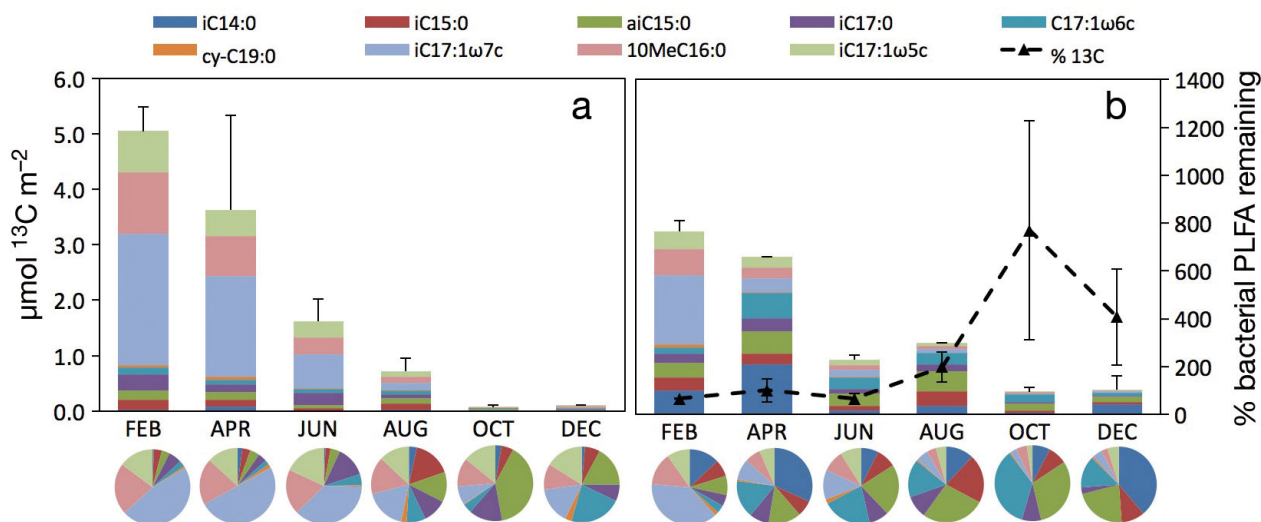 iC14:0 iC15:0 aiC15:0 iC17:0 C17:1ω6c
cy-C19:0 iC17:1ω7c 10MeC16:0 iC17:1ω5c % 13C
6.0
5.0
4.0
3.0
2.0
1.0
0.0
µmol ¹³C m⁻²
a
FEB APR JUN AUG OCT DEC
b
FEB APR JUN AUG OCT DEC
1400
1200
1000
800
600
400
200
0
% bacterial PLFA remaining